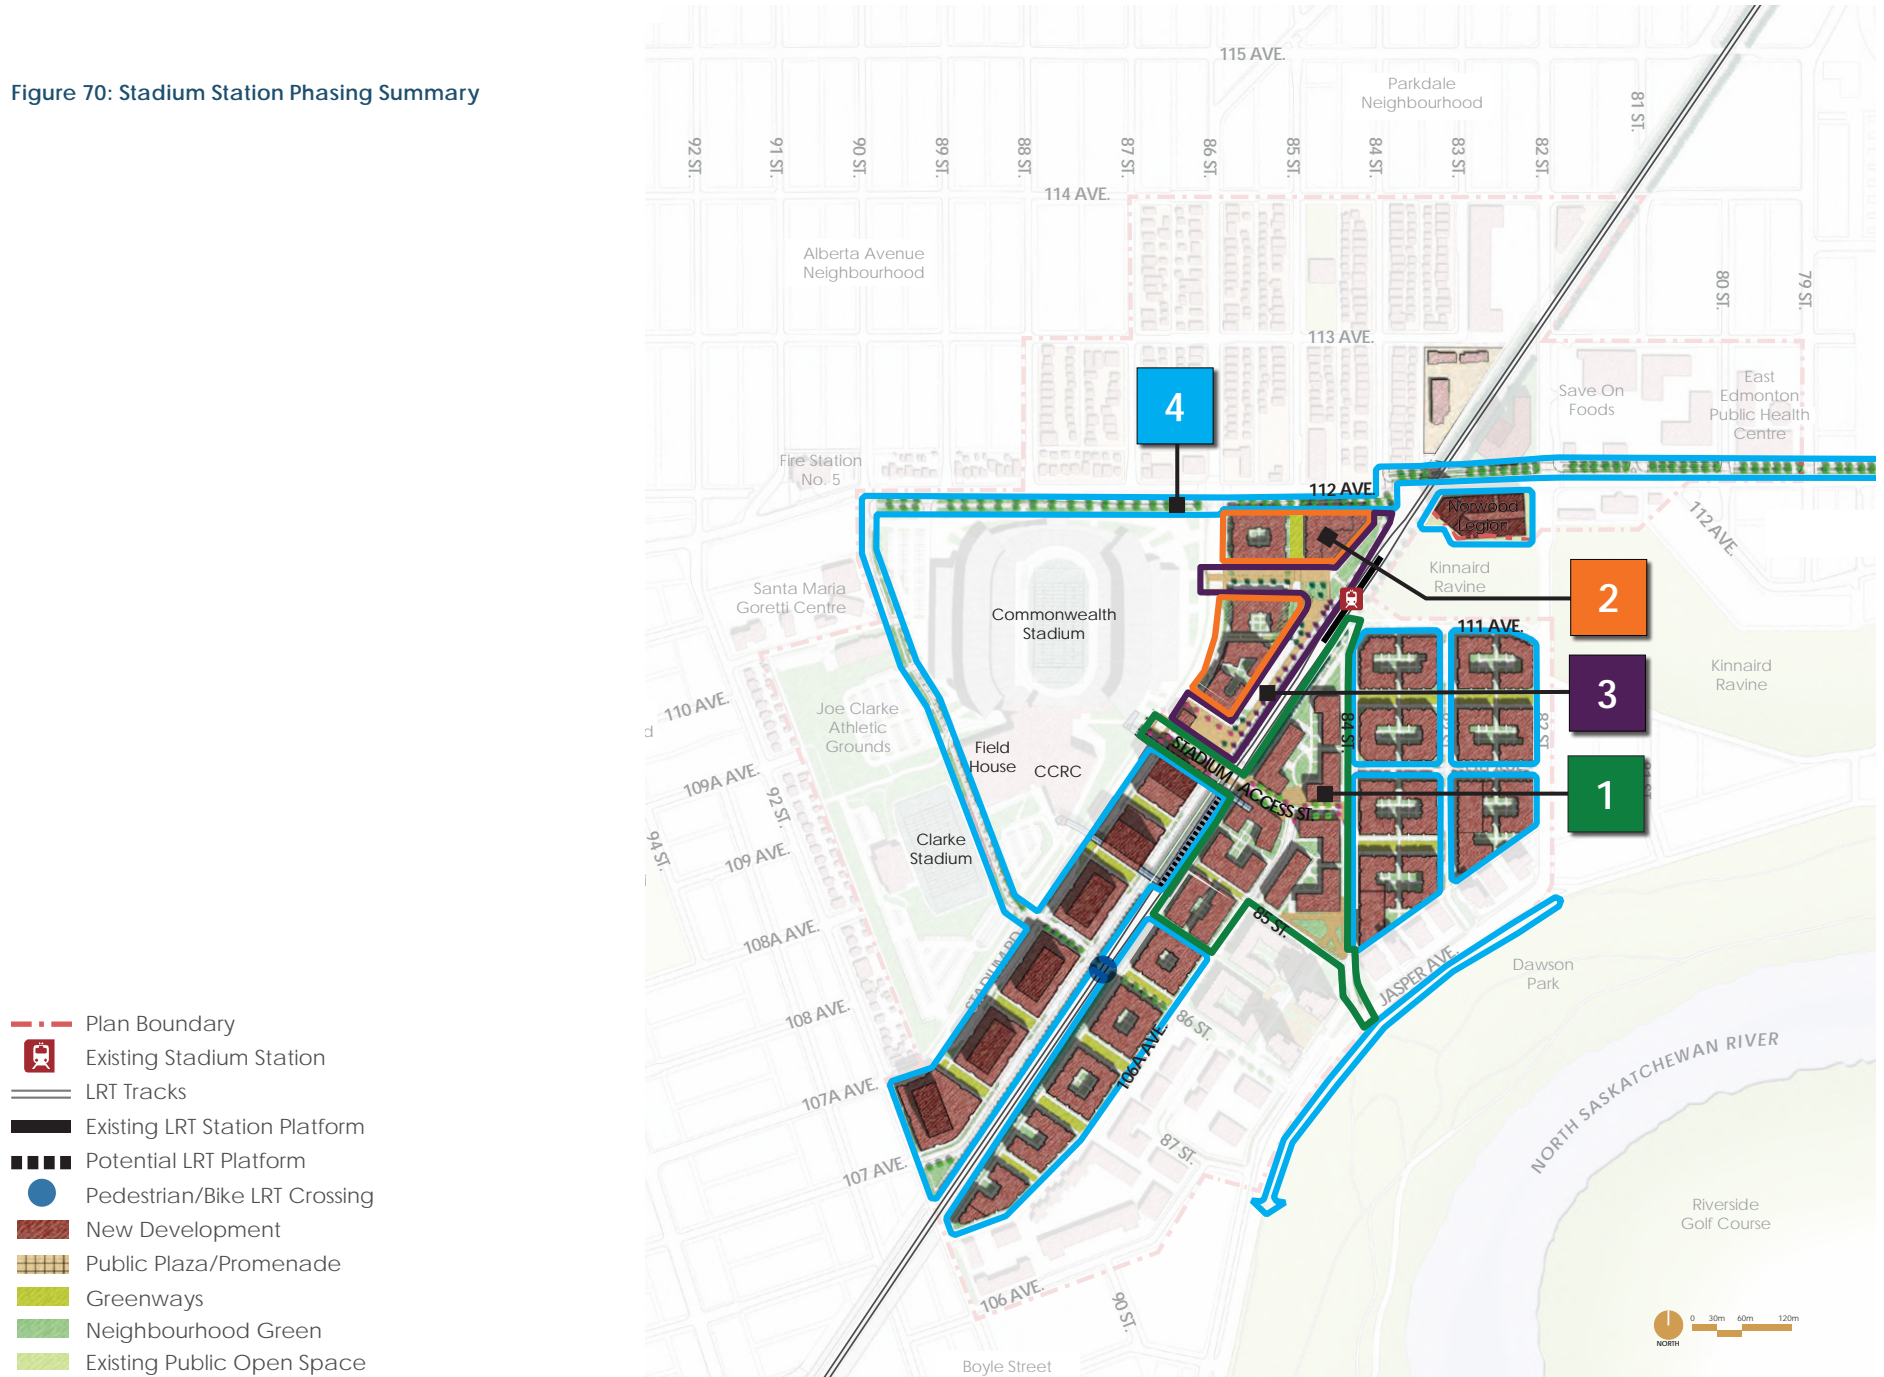 Figure 70: Stadium Station Phasing Summary
115 AVE.
Parkdale
Neighbourhood
81 ST.
92 ST.
91 ST.
90 ST.
89 ST.
88 ST.
87 ST.
86 ST.
85 ST.
84 ST.
83 ST.
82 ST.
114 AVE.
Alberta Avenue
Neighbourhood
80 ST.
79 ST.
113 AVE.
Save On
Foods
East
Edmonton
Public Health
Centre
4
Fire Station
No. 5
112 AVE.
Norwood
Legion
112 AVE.
Kinnaird
Ravine
2
Santa Maria
Goretti Centre
Commonwealth
Stadium
111 AVE.
Kinnaird
Ravine
3
110 AVE.
Joe Clarke
Athletic
Grounds
84 ST.
82 ST
Field
House
CCRC
STADIUM ACCESS ST.
1
109A AVE.
92 ST.
94 ST.
109 AVE.
Clarke
Stadium
85 ST.
108A AVE.
STADIUM RD.
JASPER AVE.
Dawson
Park
108 AVE.
86 ST.
106A AVE.
NORTH SASKATCHEWAN RIVER
107A AVE.
87 ST.
107 AVE.
Riverside
Golf Course
106 AVE.
90 ST.
Boyle Street
Plan Boundary
Existing Stadium Station
LRT Tracks
Existing LRT Station Platform
Potential LRT Platform
Pedestrian/Bike LRT Crossing
New Development
Public Plaza/Promenade
Greenways
Neighbourhood Green
Existing Public Open Space
0 30m 60m 120m
NORTH